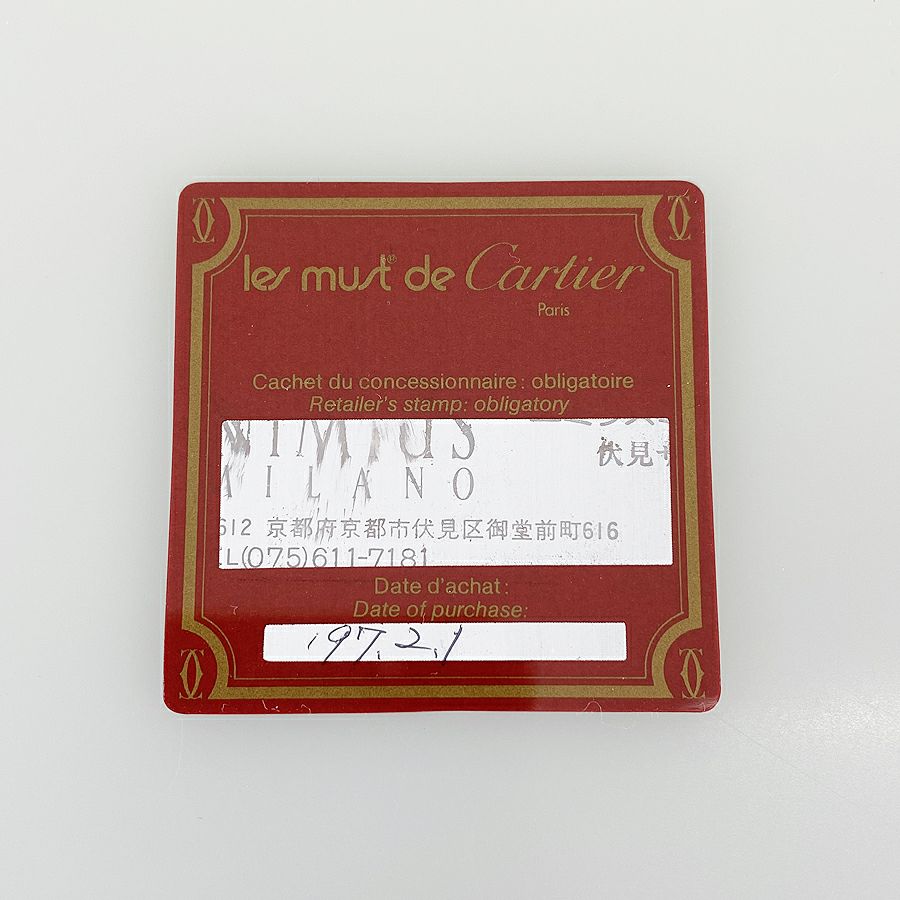 les must® de Cartier
Paris
Cachet du concessionnaire: obligatoire
Retailer's stamp: obligatory
伏見
MILANO
612 京都府京都市伏見区御堂前町616
TEL(075)611-7181
Date d'achat:
Date of purchase:
'97.2.1